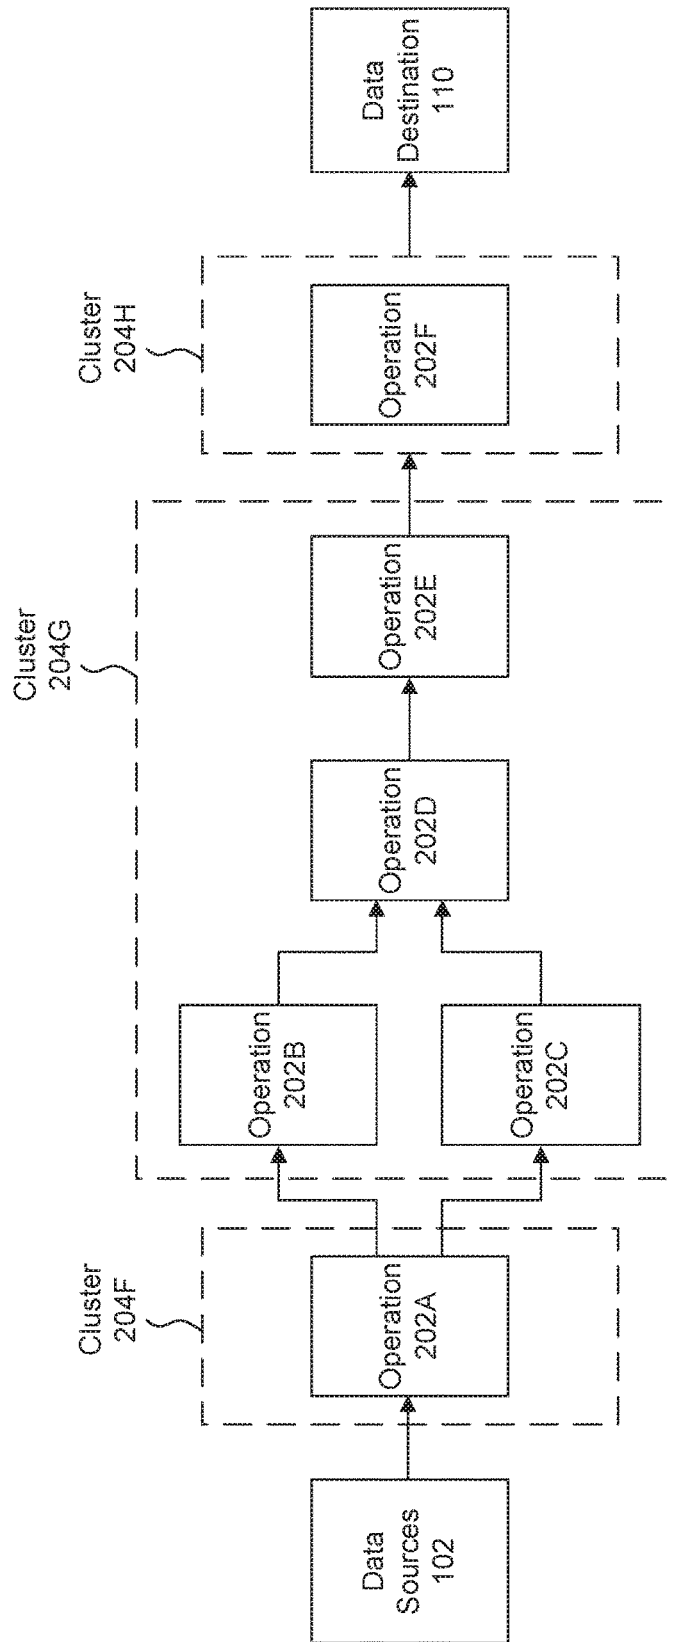 Cluster
204F
Cluster
204G
Cluster
204H
Data
Sources
102
Operation
202A
Operation
202B
Operation
202C
Operation
202D
Operation
202E
Operation
202F
Data
Destination
110